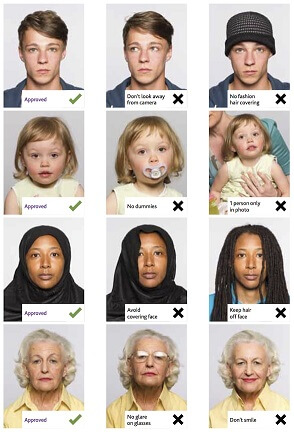 Approved
Don't look away
from camera
No fashion
hair covering
Approved
No dummies
1 person only
in photo
Approved
Avoid
covering face
Keep hair
off face
Approved
No glare
on glasses
Don't smile